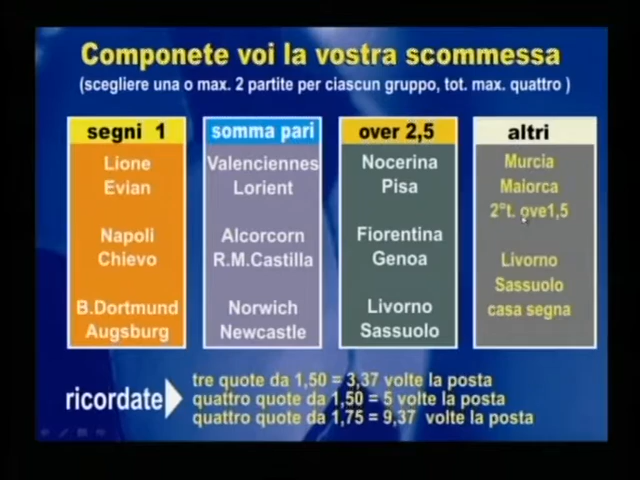 Componete voi la vostra scommessa
(scegliere una o max. 2 partite per ciascun gruppo, tot. max. quattro )
segni 1
Lione
Evian
Napoli
Chievo
B.Dortmund
Augsburg
somma pari
Valenciennes
Lorient
Alcorcorn
R.M.Castilla
Norwich
Newcastle
over 2,5
Nocerina
Pisa
Fiorentina
Genoa
Livorno
Sassuolo
altri
Murcia
Maiorca
2°t. ove1,5
Livorno
Sassuolo
casa segna
ricordate
tre quote da 1,50 = 3,37 volte la posta
quattro quote da 1,50 = 5 volte la posta
quattro quote da 1,75 = 9,37 volte la posta